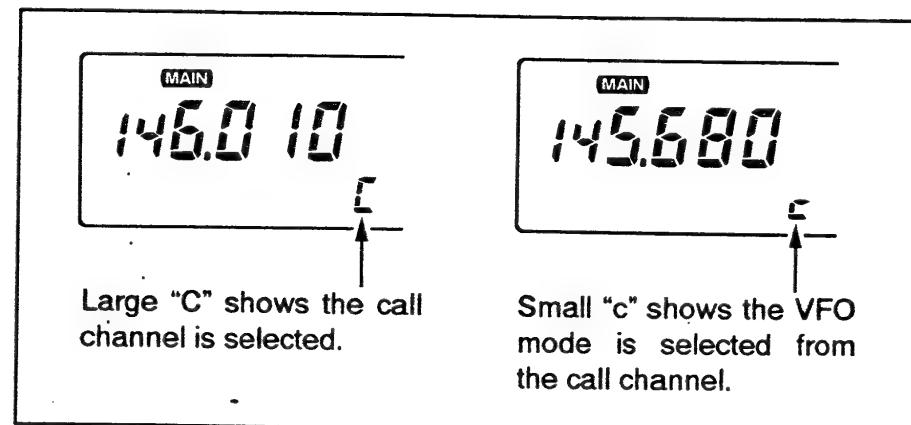 MAIN
146.010
C
Large “C” shows the call
channel is selected.
MAIN
145.680
c
Small “c” shows the VFO
mode is selected from
the call channel.